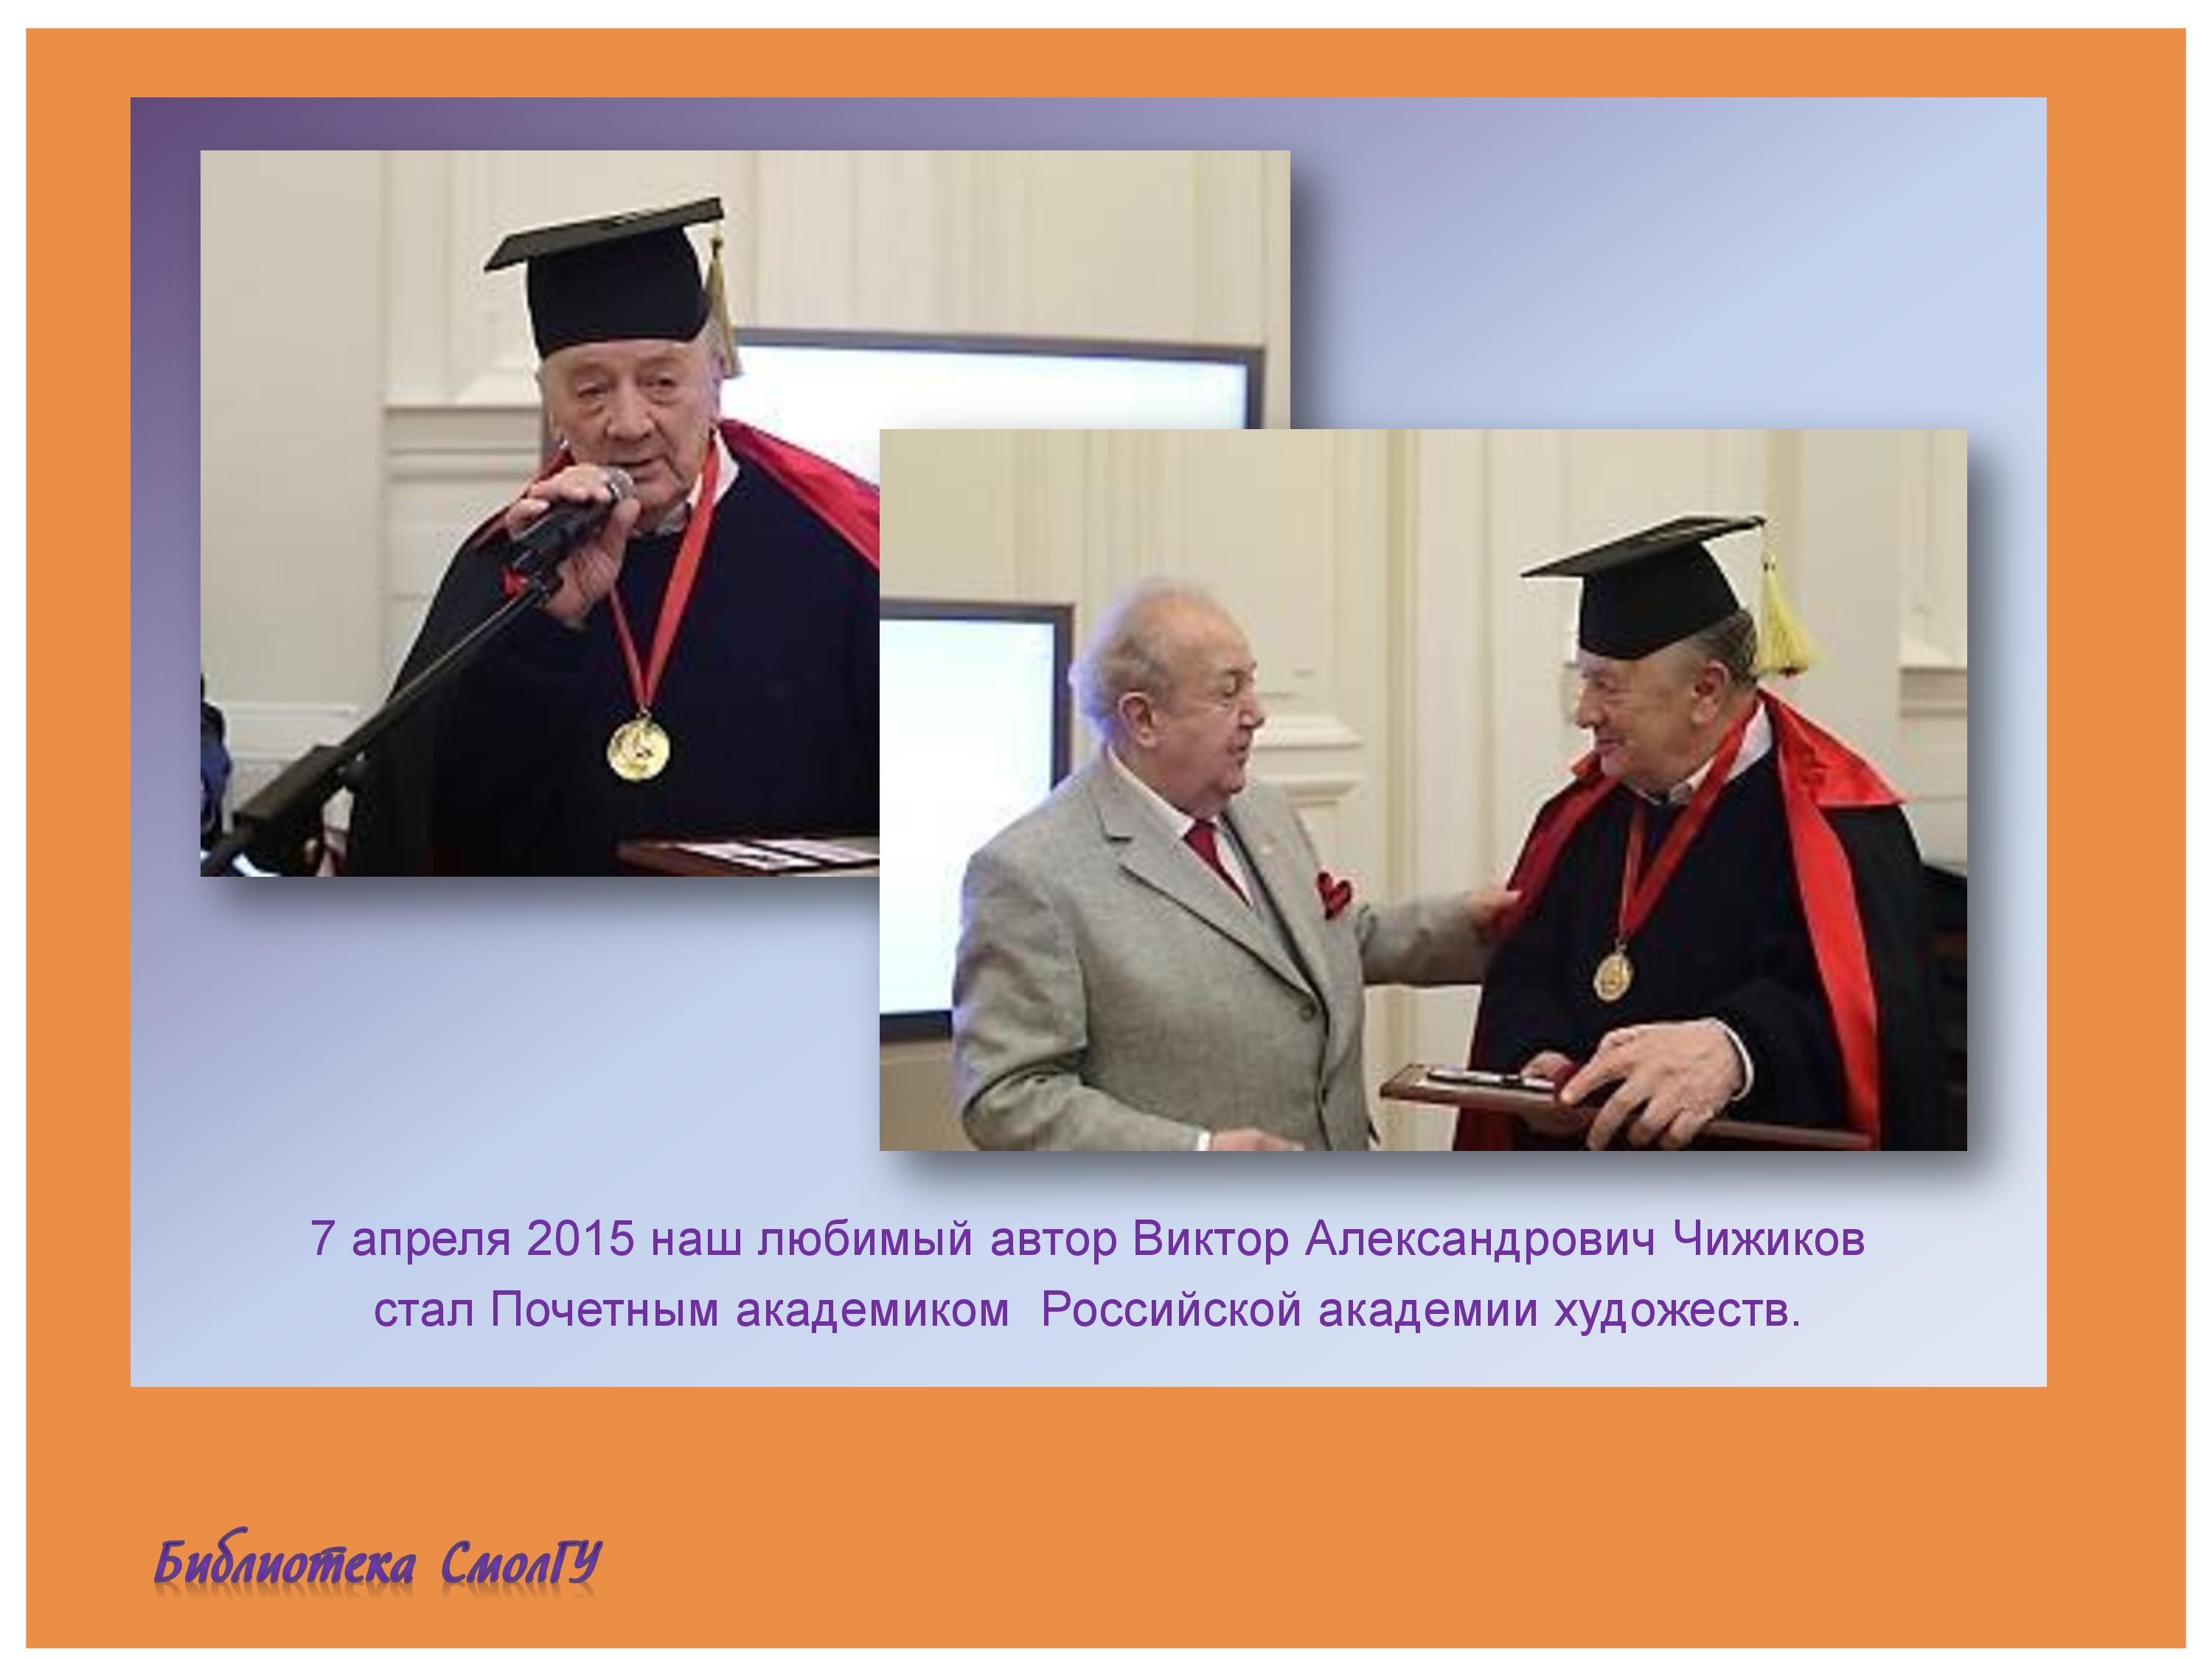 7 апреля 2015 наш любимый автор Виктор Александрович Чижиков
стал Почетным академиком  Российской академии художеств.
Библиотека СмолГУ